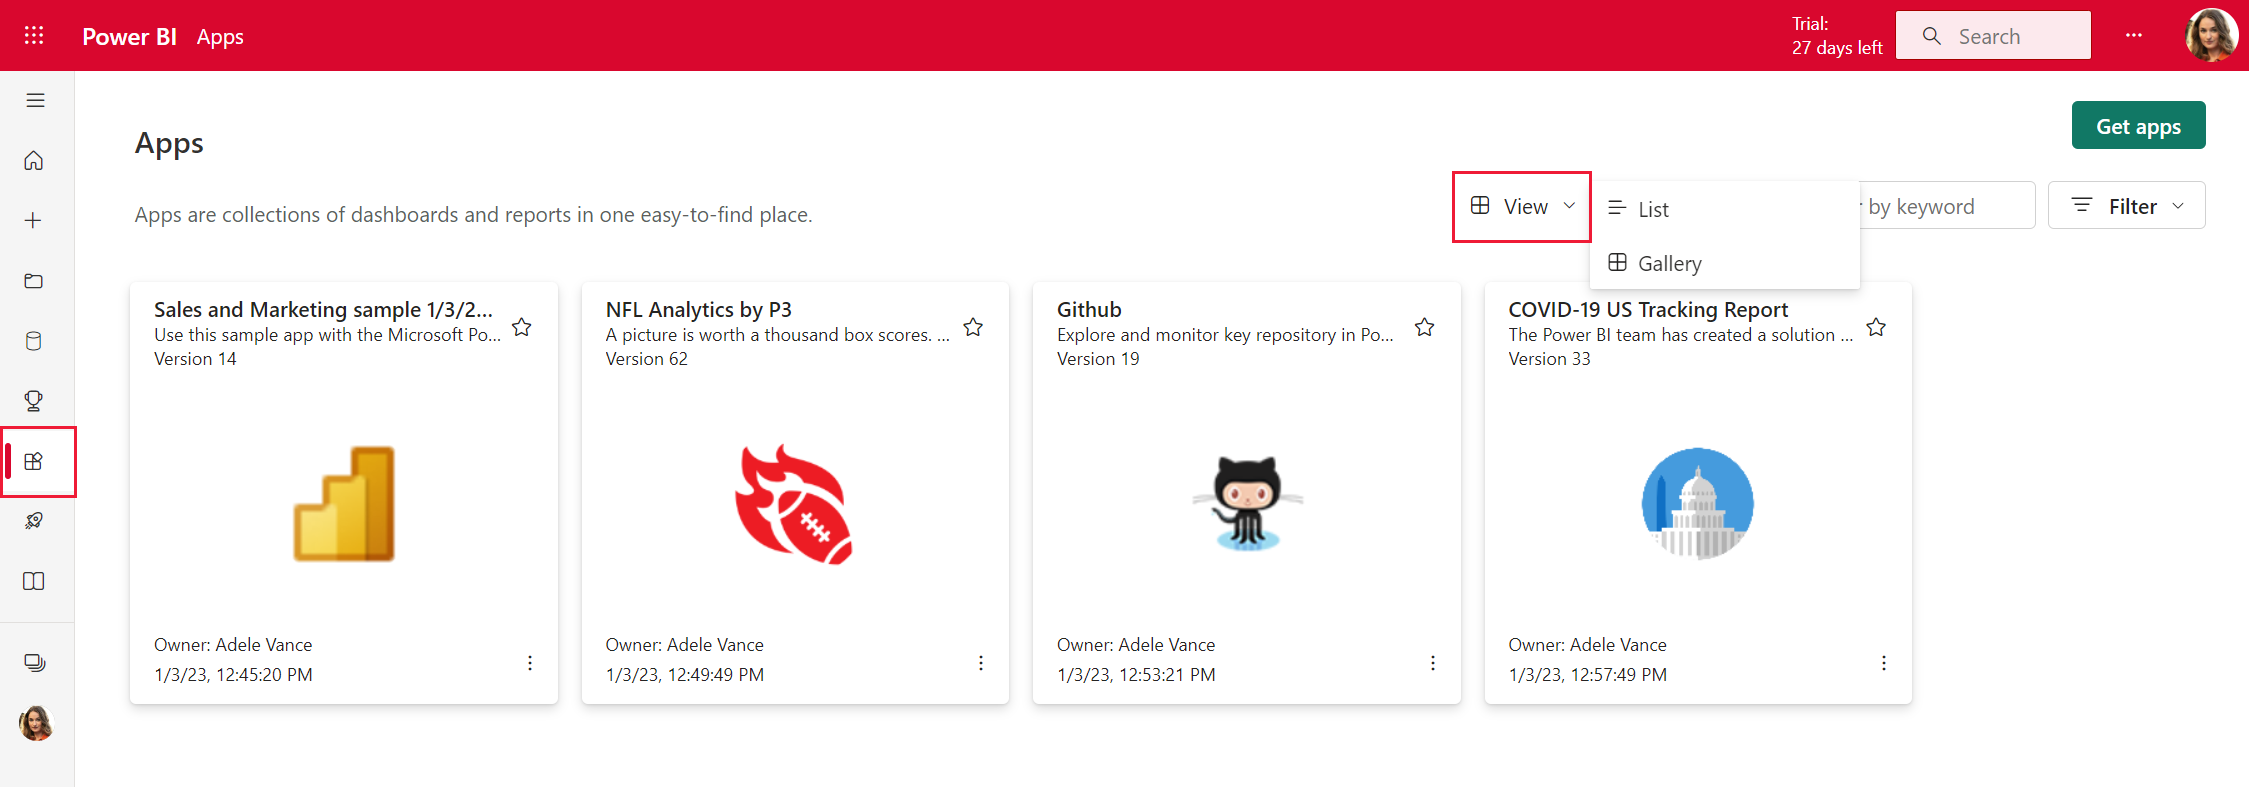 Power BI Apps
Trial:
27 days left
Search
Apps
Get apps
Apps are collections of dashboards and reports in one easy-to-find place.
View
List
Gallery
by keyword
Filter
Sales and Marketing sample 1/3/2...
Use this sample app with the Microsoft Po...
Version 14
Owner: Adele Vance
1/3/23, 12:45:20 PM
NFL Analytics by P3
A picture is worth a thousand box scores. ...
Version 62
Owner: Adele Vance
1/3/23, 12:49:49 PM
Github
Explore and monitor key repository in Po...
Version 19
Owner: Adele Vance
1/3/23, 12:53:21 PM
COVID-19 US Tracking Report
The Power BI team has created a solution ...
Version 33
Owner: Adele Vance
1/3/23, 12:57:49 PM